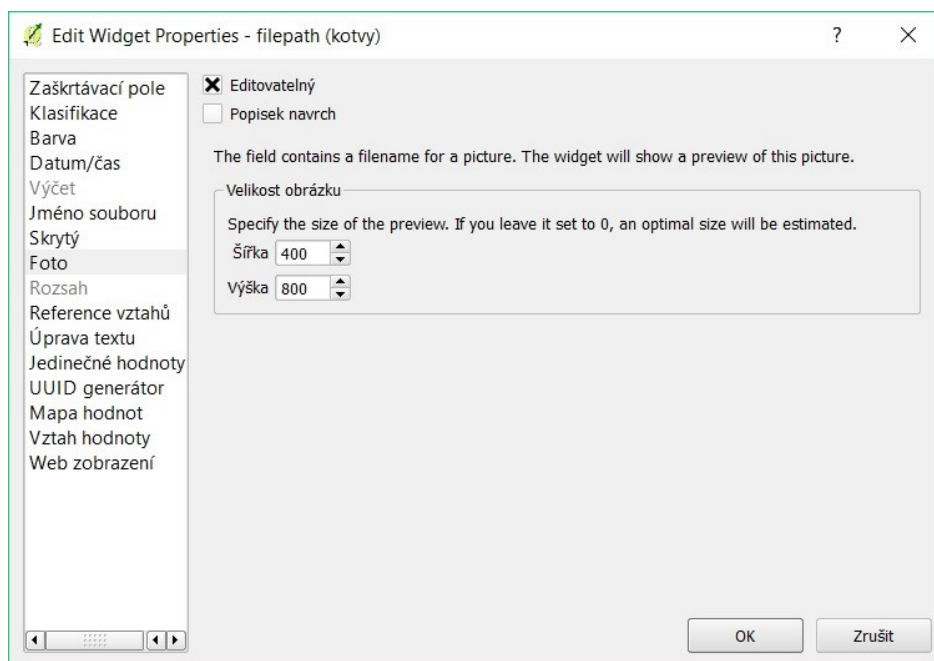 Edit Widget Properties - filepath (kotvy)
Zaškrtávací pole
Klasifikace
Barva
Datum/čas
Výčet
Jméno souboru
Skrytý
Foto
Rozsah
Reference vztahů
Úprava textu
Jedinečné hodnoty
UUID generátor
Mapa hodnot
Vztah hodnoty
Web zobrazení
Editovatelný
Popisek navrch
The field contains a filename for a picture. The widget will show a preview of this picture.
Velikost obrázku
Specify the size of the preview. If you leave it set to 0, an optimal size will be estimated.
Šířka 400
Výška 800
OK
Zrušit